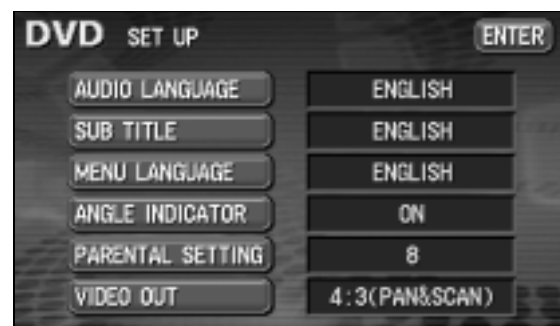 DVD SET UP ENTER
AUDIO LANGUAGE ENGLISH
SUB TITLE ENGLISH
MENU LANGUAGE ENGLISH
ANGLE INDICATOR ON
PARENTAL SETTING 8
VIDEO OUT 4:3(PAN&SCAN)